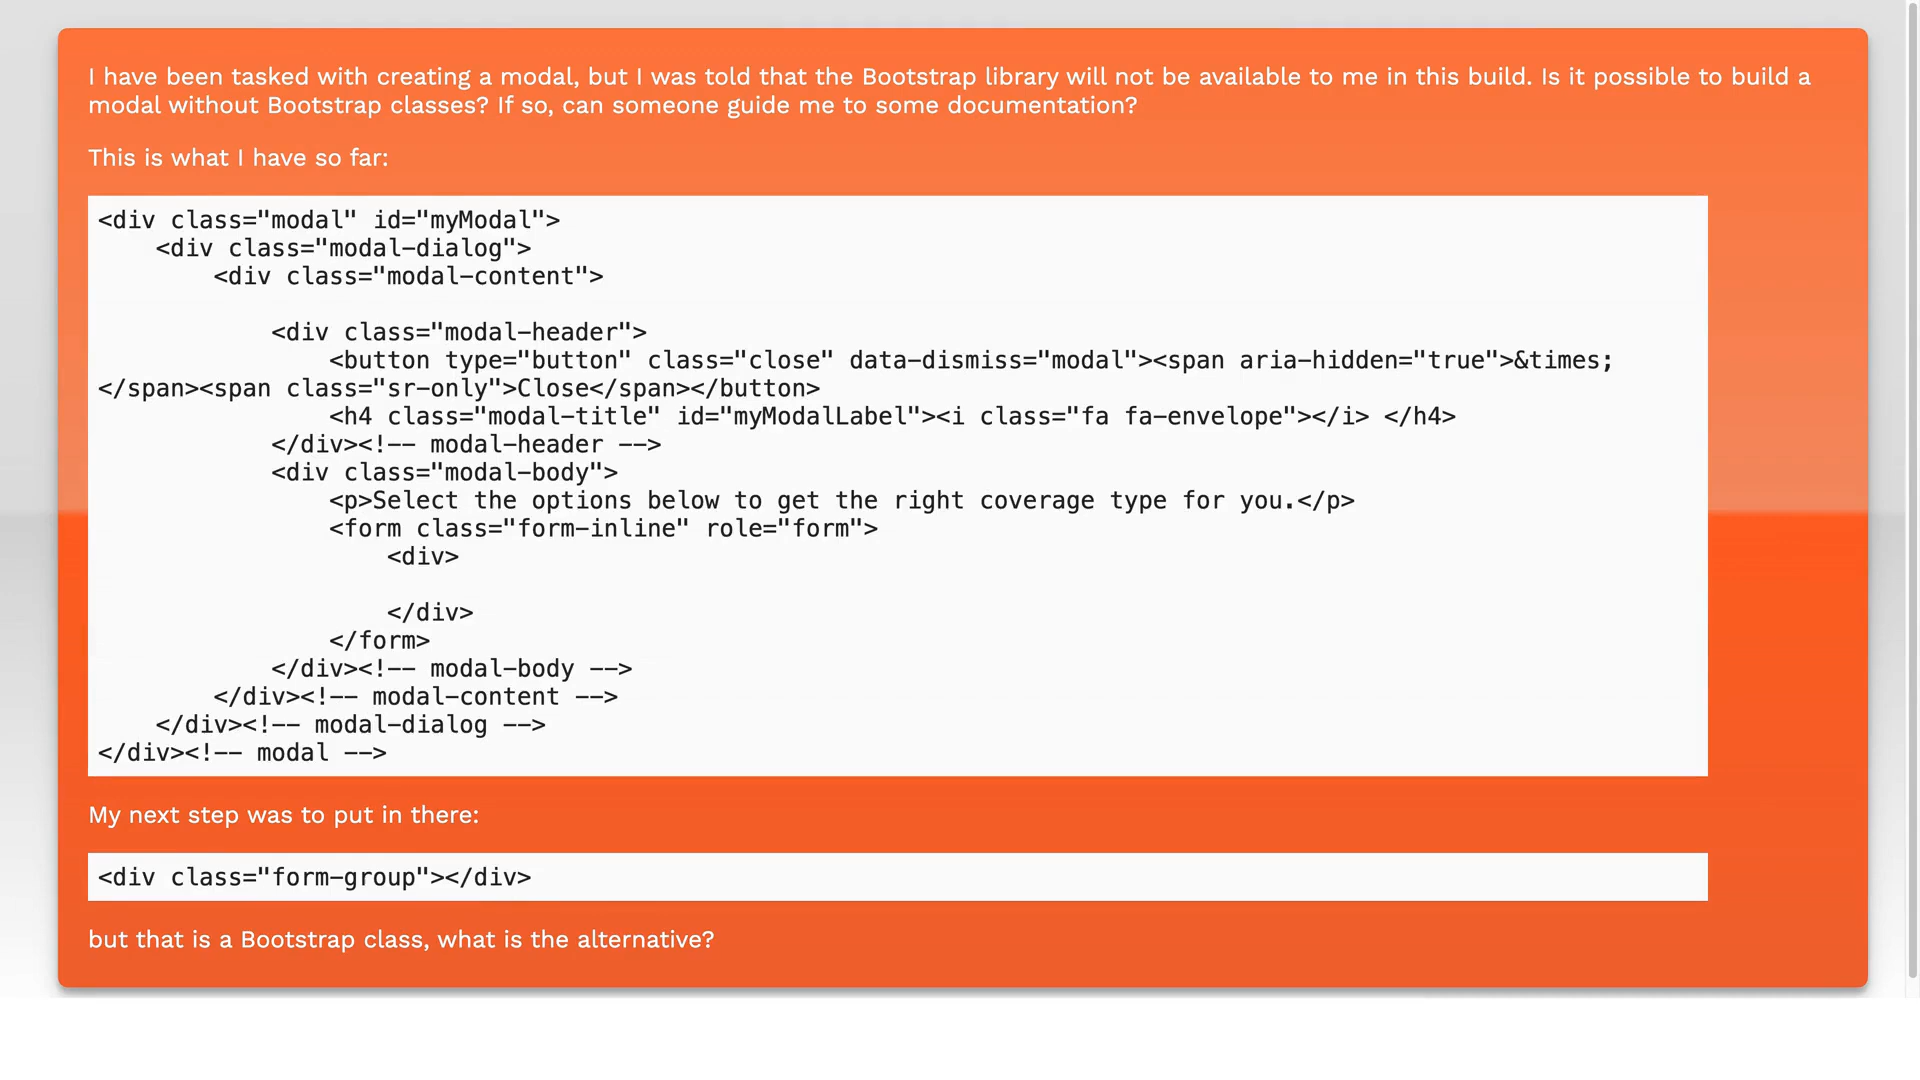 I have been tasked with creating a modal, but I was told that the Bootstrap library will not be available to me in this build. Is it possible to build a
modal without Bootstrap classes? If so, can someone guide me to some documentation?
This is what I have so far:
<div class="modal" id="myModal">
    <div class="modal-dialog">
        <div class="modal-content">

            <div class="modal-header">
                <button type="button" class="close" data-dismiss="modal"><span aria-hidden="true">&times;
</span><span class="sr-only">Close</span></button>
                <h4 class="modal-title" id="myModalLabel"><i class="fa fa-envelope"></i> </h4>
            </div><!-- modal-header -->
            <div class="modal-body">
                <p>Select the options below to get the right coverage type for you.</p>
                <form class="form-inline" role="form">
                    <div>

                    </div>
                </form>
            </div><!-- modal-body -->
        </div><!-- modal-content -->
    </div><!-- modal-dialog -->
</div><!-- modal -->
My next step was to put in there:
<div class="form-group"></div>
but that is a Bootstrap class, what is the alternative?